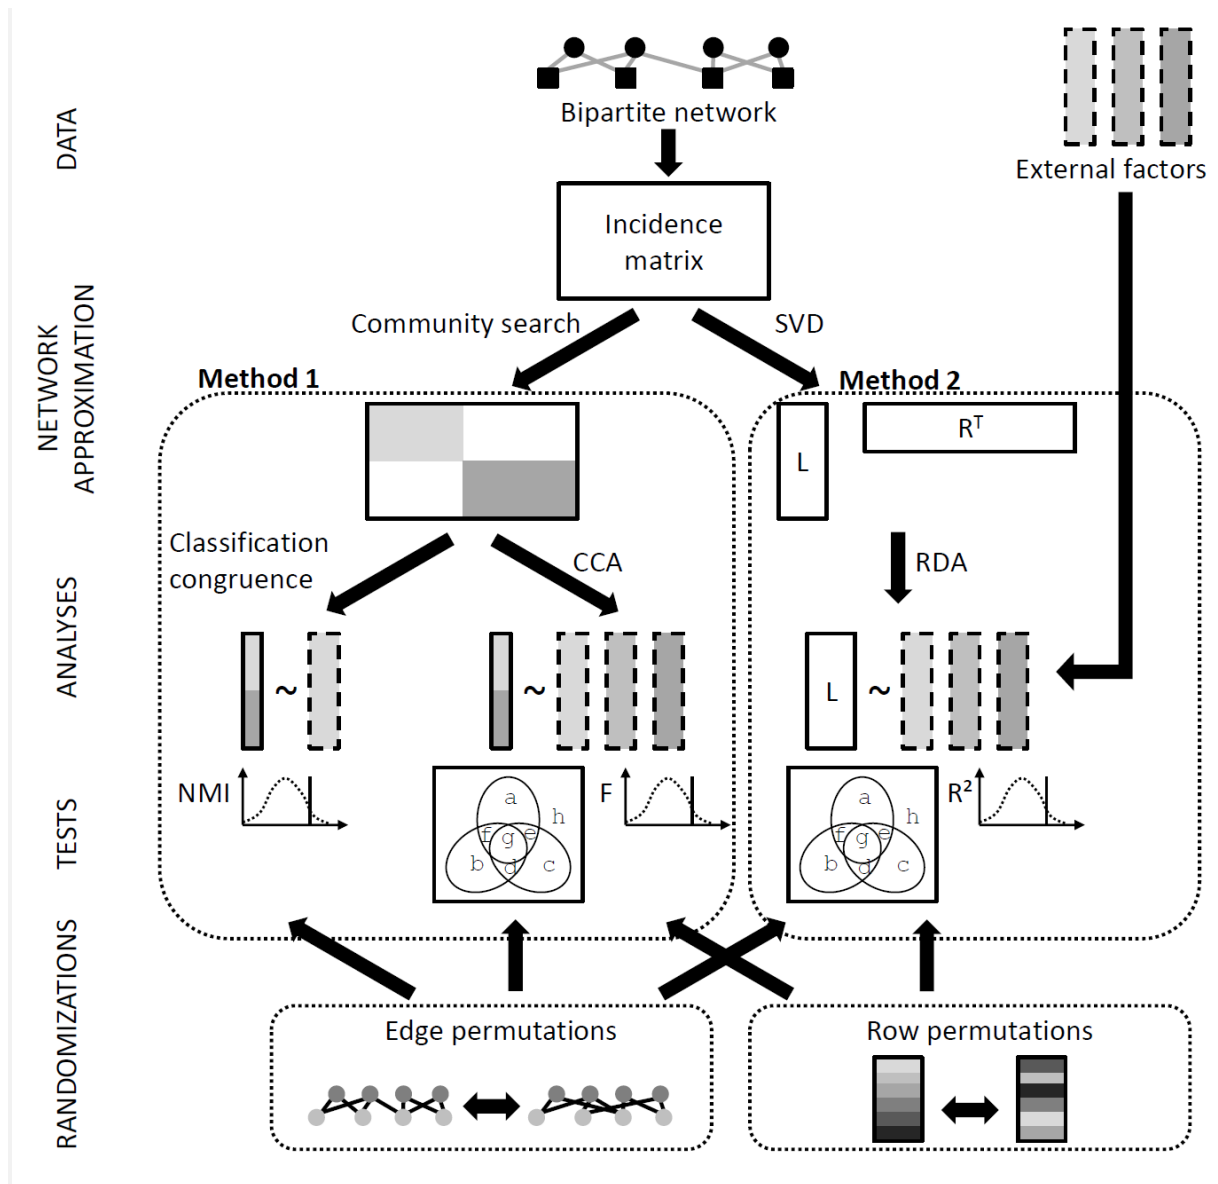 DATA
Bipartite network
External factors
Incidence
matrix
NETWORK
APPROXIMATION
Community search
SVD
Method 1
Method 2
L
Rᵀ
Classification
congruence
CCA
RDA
ANALYSES
~
~
L
~
TESTS
NMI
a
h
f
g
e
b
d
c
F
a
h
f
g
e
b
d
c
R²
RANDOMIZATIONS
Edge permutations
Row permutations